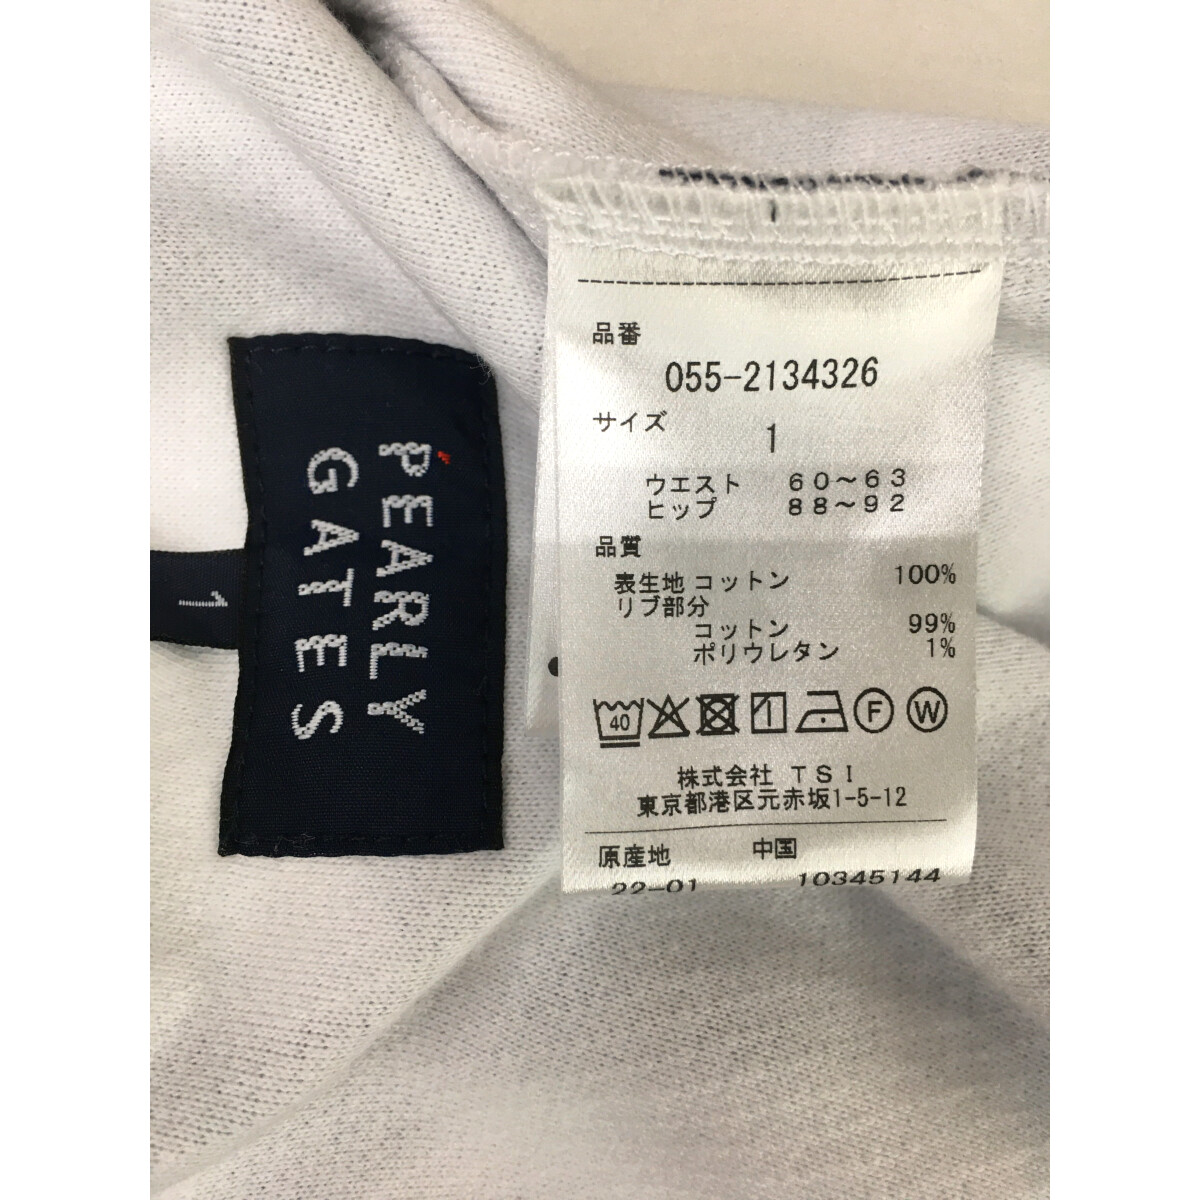 PEARLY
GATES
1
品番
055-2134326
サイズ
1
ウエスト 60〜63
ヒップ 88〜92
品質
表生地 コットン 100%
リブ部分
コットン 99%
ポリウレタン 1%
40 F W
株式会社 TSI
東京都港区元赤坂1-5-12
原産地 中国
22-01 10345144